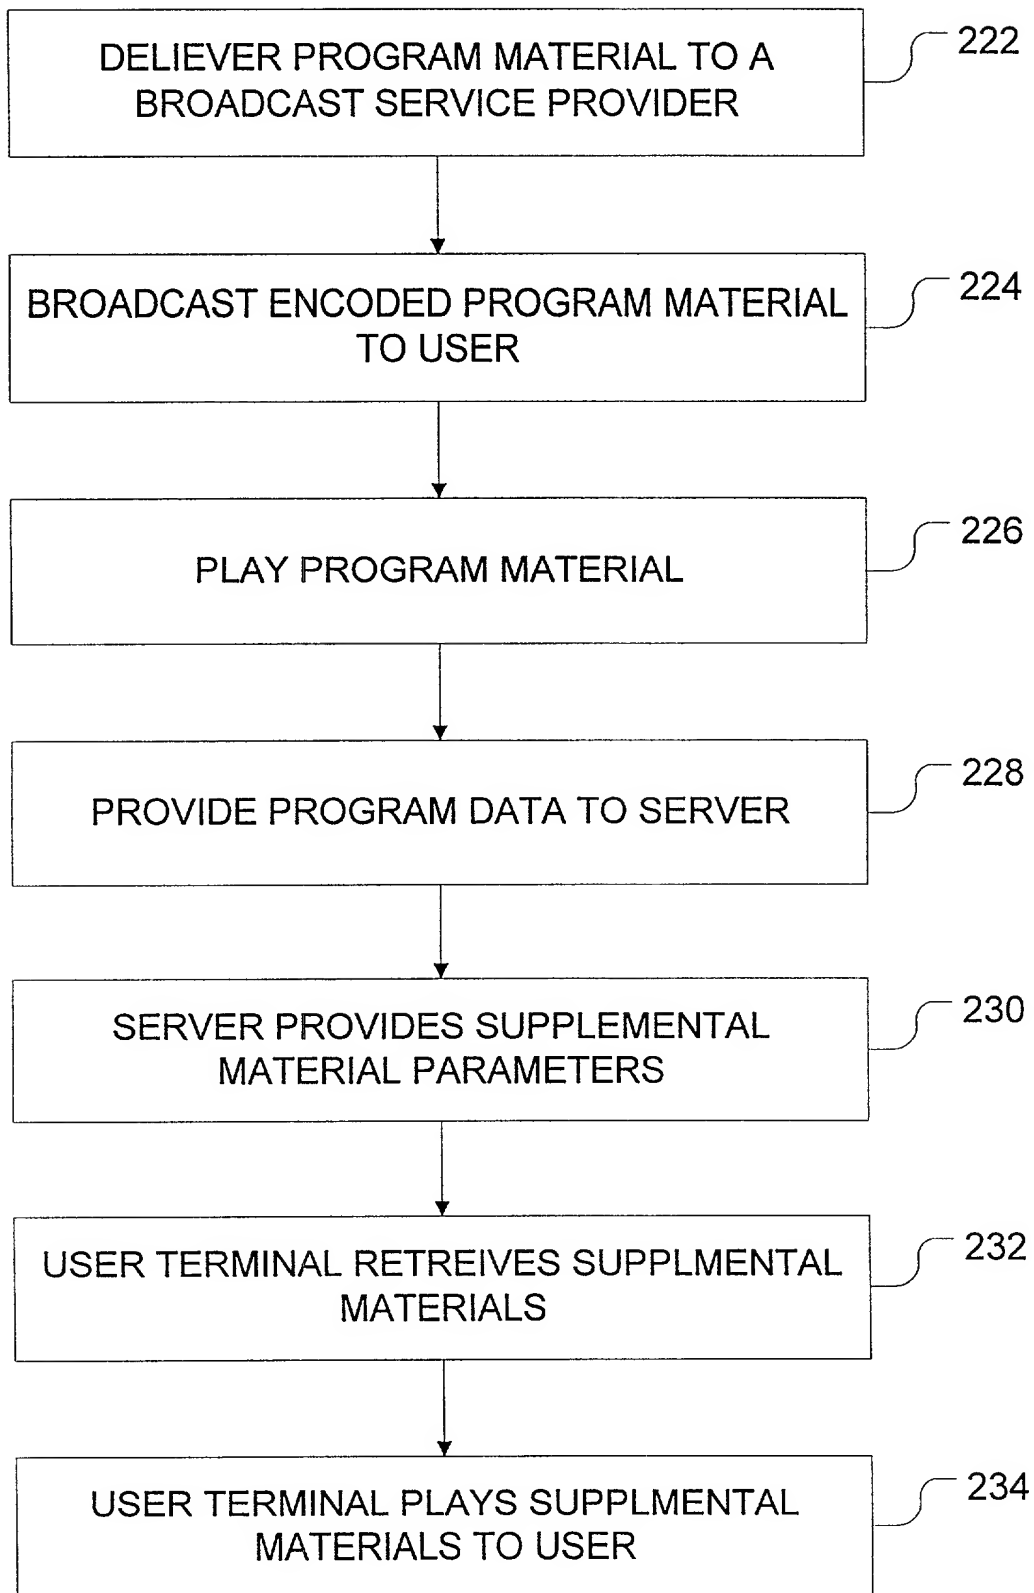 DELIEVER PROGRAM MATERIAL TO A
BROADCAST SERVICE PROVIDER
222
BROADCAST ENCODED PROGRAM MATERIAL
TO USER
224
PLAY PROGRAM MATERIAL
226
PROVIDE PROGRAM DATA TO SERVER
228
SERVER PROVIDES SUPPLEMENTAL
MATERIAL PARAMETERS
230
USER TERMINAL RETREIVES SUPPLMENTAL
MATERIALS
232
USER TERMINAL PLAYS SUPPLMENTAL
MATERIALS TO USER
234